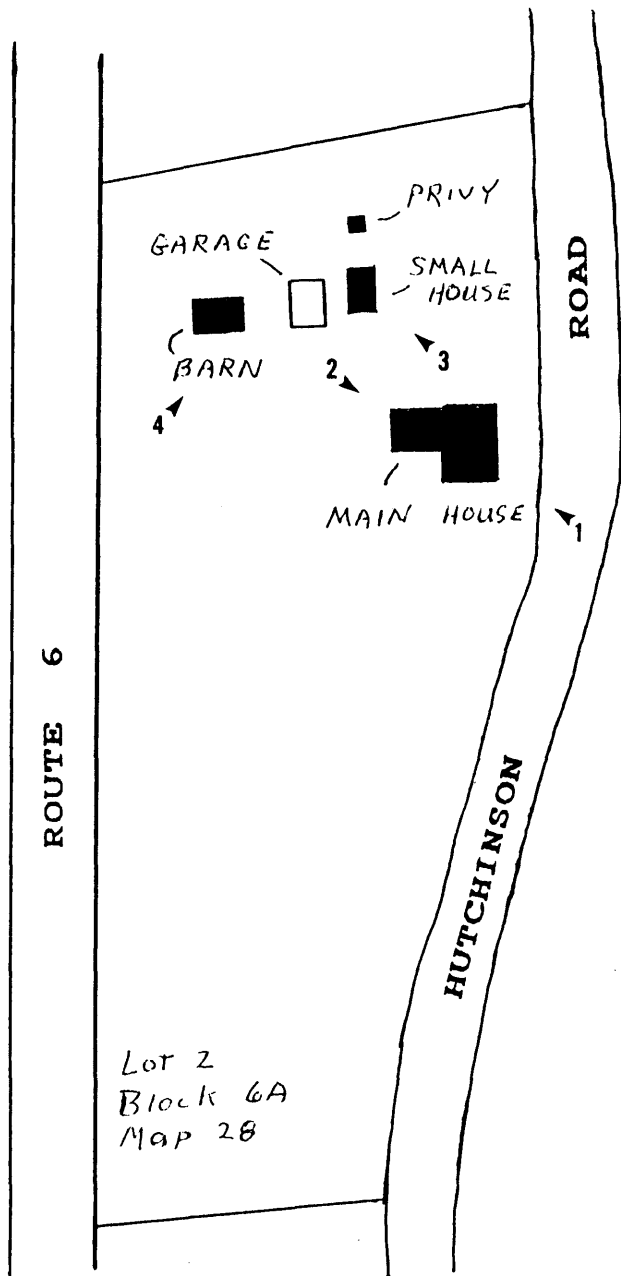 PRIVY
GARAGE
SMALL
HOUSE
ROAD
BARN
2
3
4
MAIN HOUSE
1
ROUTE 6
HUTCHINSON
Lot 2
Block 6A
Map 28